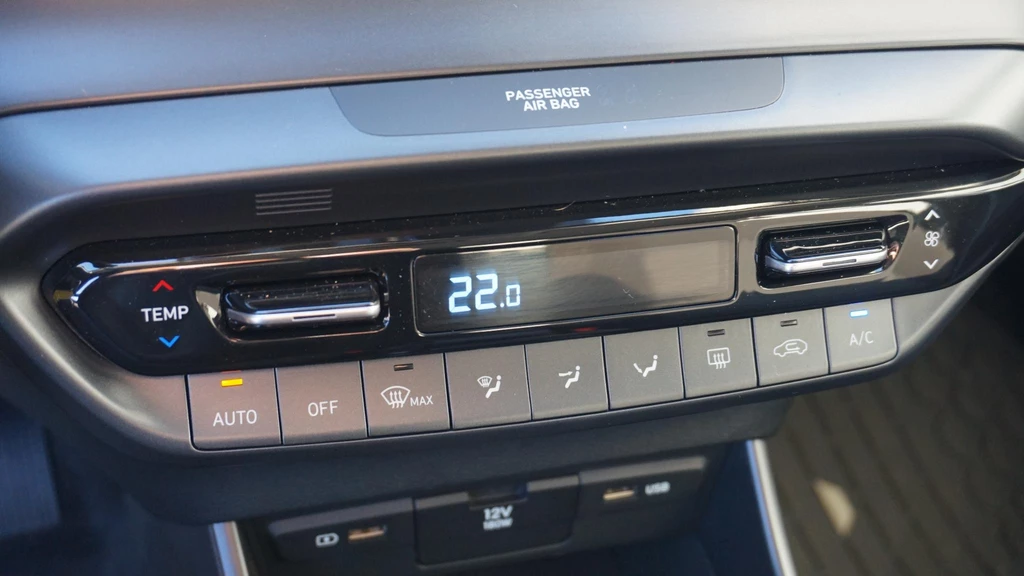 PASSENGER
AIR BAG
TEMP
22.0
AUTO
OFF
MAX
A/C
12V
180W
USB